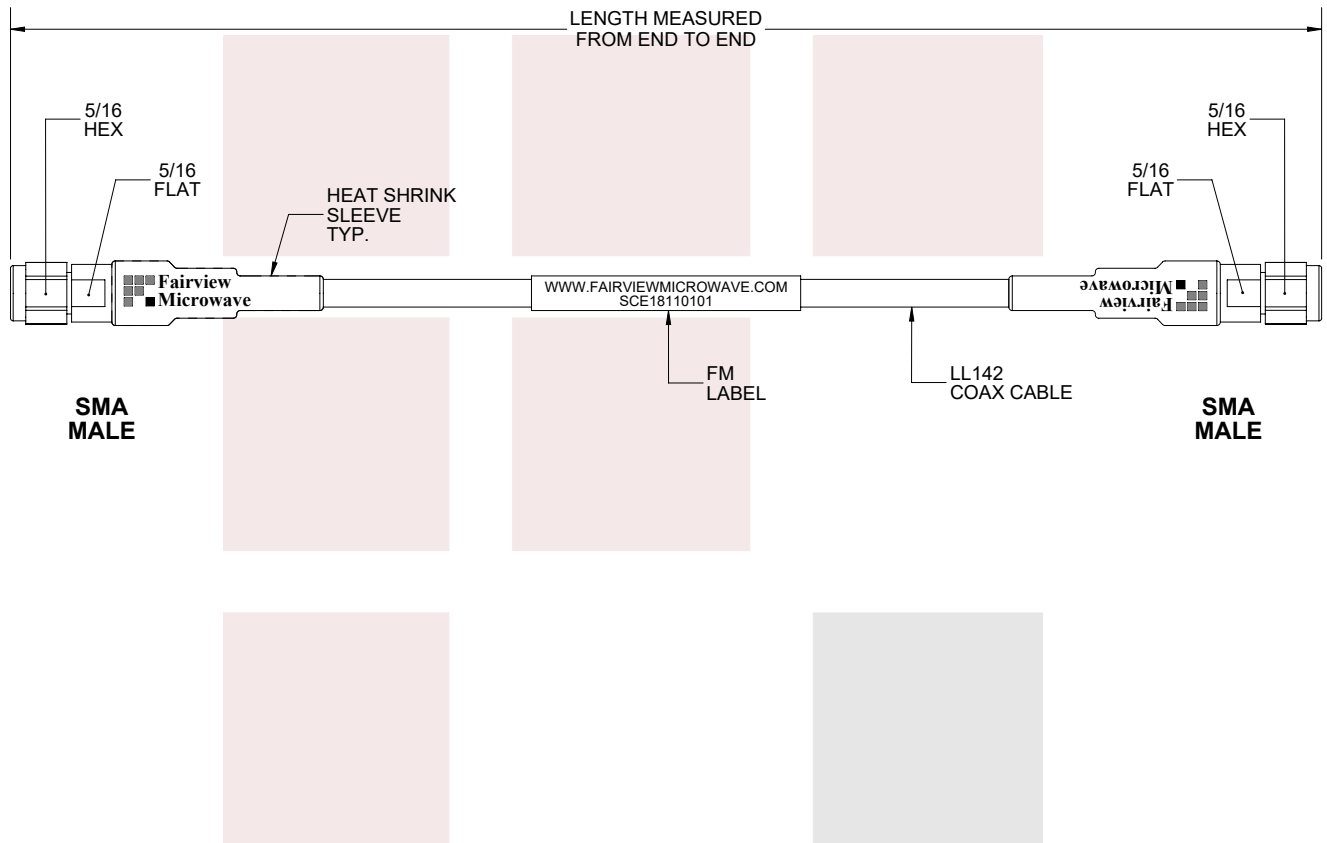 LENGTH MEASURED
FROM END TO END
5/16
HEX
5/16
FLAT
HEAT SHRINK
SLEEVE
TYP.
5/16
HEX
5/16
FLAT
Fairview
Microwave
WWW.FAIRVIEWMICROWAVE.COM
SCE18110101
Fairview
Microwave
FM
LABEL
LL142
COAX CABLE
SMA
MALE
SMA
MALE